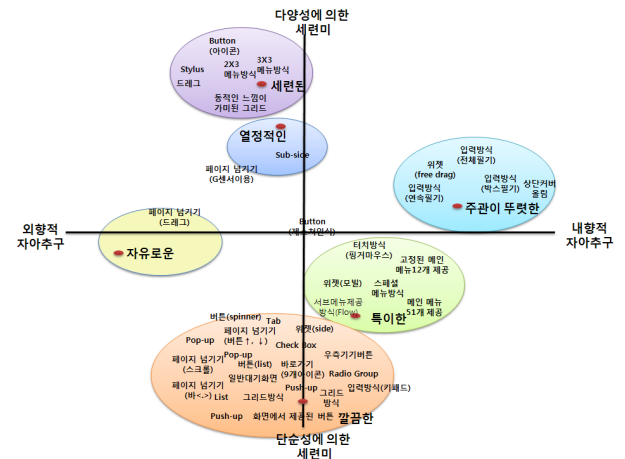 다양성에 의한
세련미
Button
(아이콘)
3X3
메뉴방식
2X3
메뉴방식
Stylus
드레그
세련된
동적인 느낌이
가미된 그리드
열정적인
Sub-side
페이지 넘기기
(G센서이용)
입력방식
(전체필기)
위젯
(free drag)
입력방식
(박스필기)
상단커버
올림
입력방식
(연속필기)
주관이 뚜렷한
페이지 넘기기
(드레그)
자유로운
외향적
자아추구
Button
(제스처인식)
내향적
자아추구
터치방식
(핑거마우스)
고정된 메인
메뉴12개 제공
위젯(모빌)
스페셜
메뉴방식
서브메뉴제공
방식(Flow)
메인 메뉴
51개 제공
특이한
버튼(spinner)
Tab
위젯(side)
페이지 넘기기
(버튼↑, ↓)
Pop-up
Check Box
Pop-up
우측기기버튼
페이지 넘기기
(스크롤)
버튼(list)
바로가기
(9개아이콘)
일반대기화면
Radio Group
페이지 넘기기
(바<.>)
List
그리드방식
Push-up
그리드
방식
입력방식(키패드)
Push-up
화면에서 제공된 버튼
깔끔한
단순성에 의한
세련미